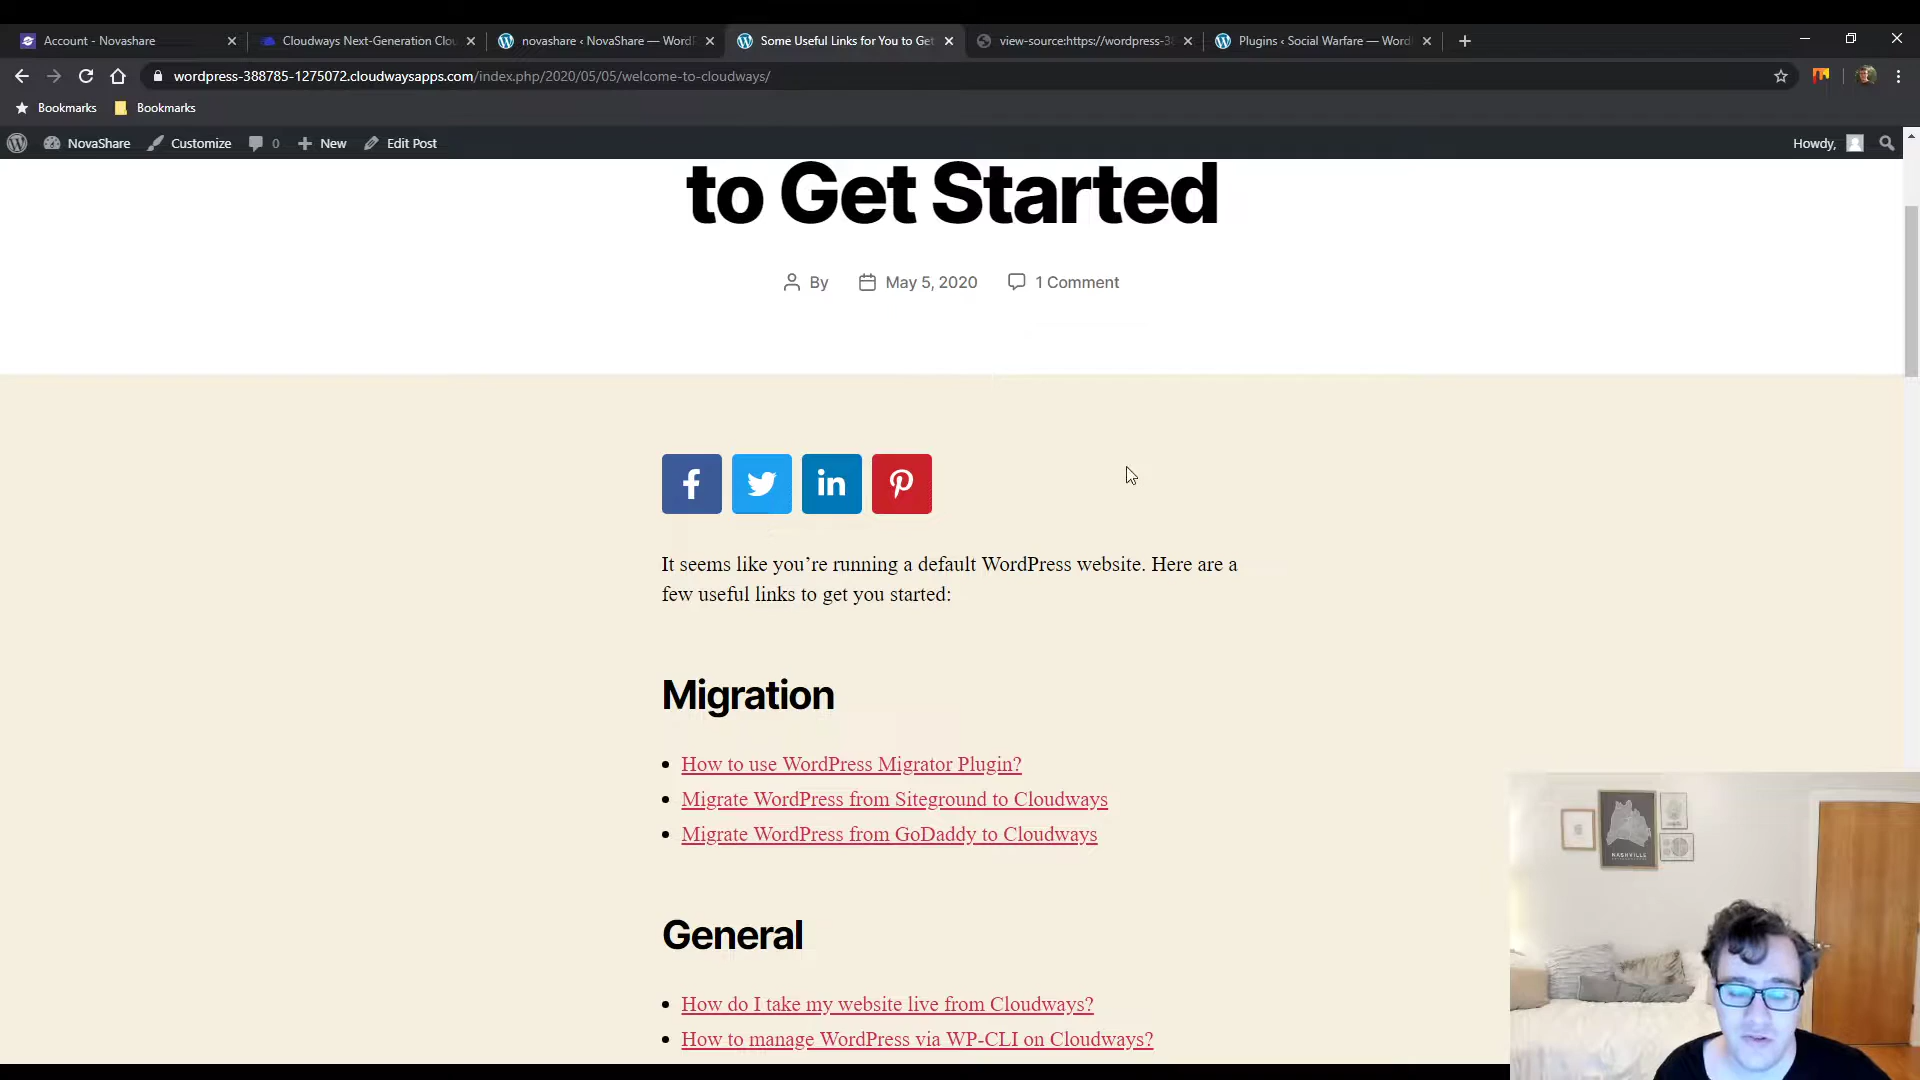 Account - Novashare
Cloudways Next-Generation Clou
novashare ‹ NovaShare — WordP
Some Useful Links for You to Get
view-source:https://wordpress-38
Plugins ‹ Social Warfare — Word
wordpress-388785-1275072.cloudwaysapps.com/index.php/2020/05/05/welcome-to-cloudways/
Bookmarks
Bookmarks
NovaShare
Customize
0
New
Edit Post
Howdy,
to Get Started
By
May 5, 2020
1 Comment
It seems like you’re running a default WordPress website. Here are a
few useful links to get you started:
Migration
How to use WordPress Migrator Plugin?
Migrate WordPress from Siteground to Cloudways
Migrate WordPress from GoDaddy to Cloudways
General
How do I take my website live from Cloudways?
How to manage WordPress via WP-CLI on Cloudways?
NASHVILLE